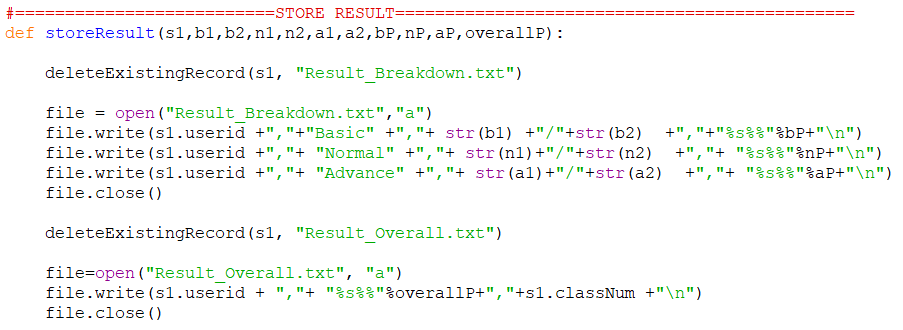 #==========================STORE RESULT==============================================
def storeResult(s1,b1,b2,n1,n2,a1,a2,bP,nP,aP,overallP):
    deleteExistingRecord(s1, "Result_Breakdown.txt")
    file = open("Result_Breakdown.txt","a")
    file.write(s1.userid +","+"Basic" +","+ str(b1) +"/"+str(b2)  +","+"%s%%"%bP+"\n")
    file.write(s1.userid +","+ "Normal" +","+ str(n1)+"/"+str(n2)  +","+ "%s%%"%nP+"\n")
    file.write(s1.userid +","+ "Advance" +","+ str(a1)+"/"+str(a2)  +","+ "%s%%"%aP+"\n")
    file.close()
    deleteExistingRecord(s1, "Result_Overall.txt")
    file=open("Result_Overall.txt", "a")
    file.write(s1.userid + ","+ "%s%%"%overallP+","+s1.classNum +"\n")
    file.close()